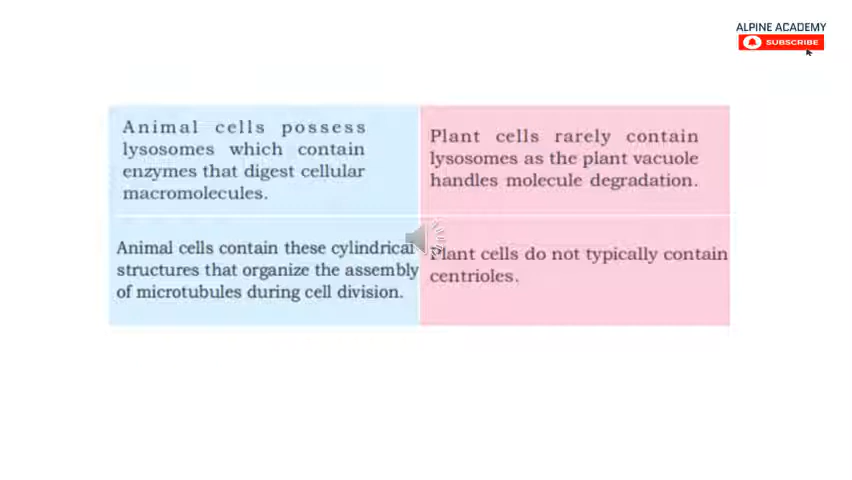 ALPINE ACADEMY
SUBSCRIBE
Animal cells possess
lysosomes which contain
enzymes that digest cellular
macromolecules.
Plant cells rarely contain
lysosomes as the plant vacuole
handles molecule degradation.
Animal cells contain these cylindrical
structures that organize the assembly
of microtubules during cell division.
Plant cells do not typically contain
centrioles.